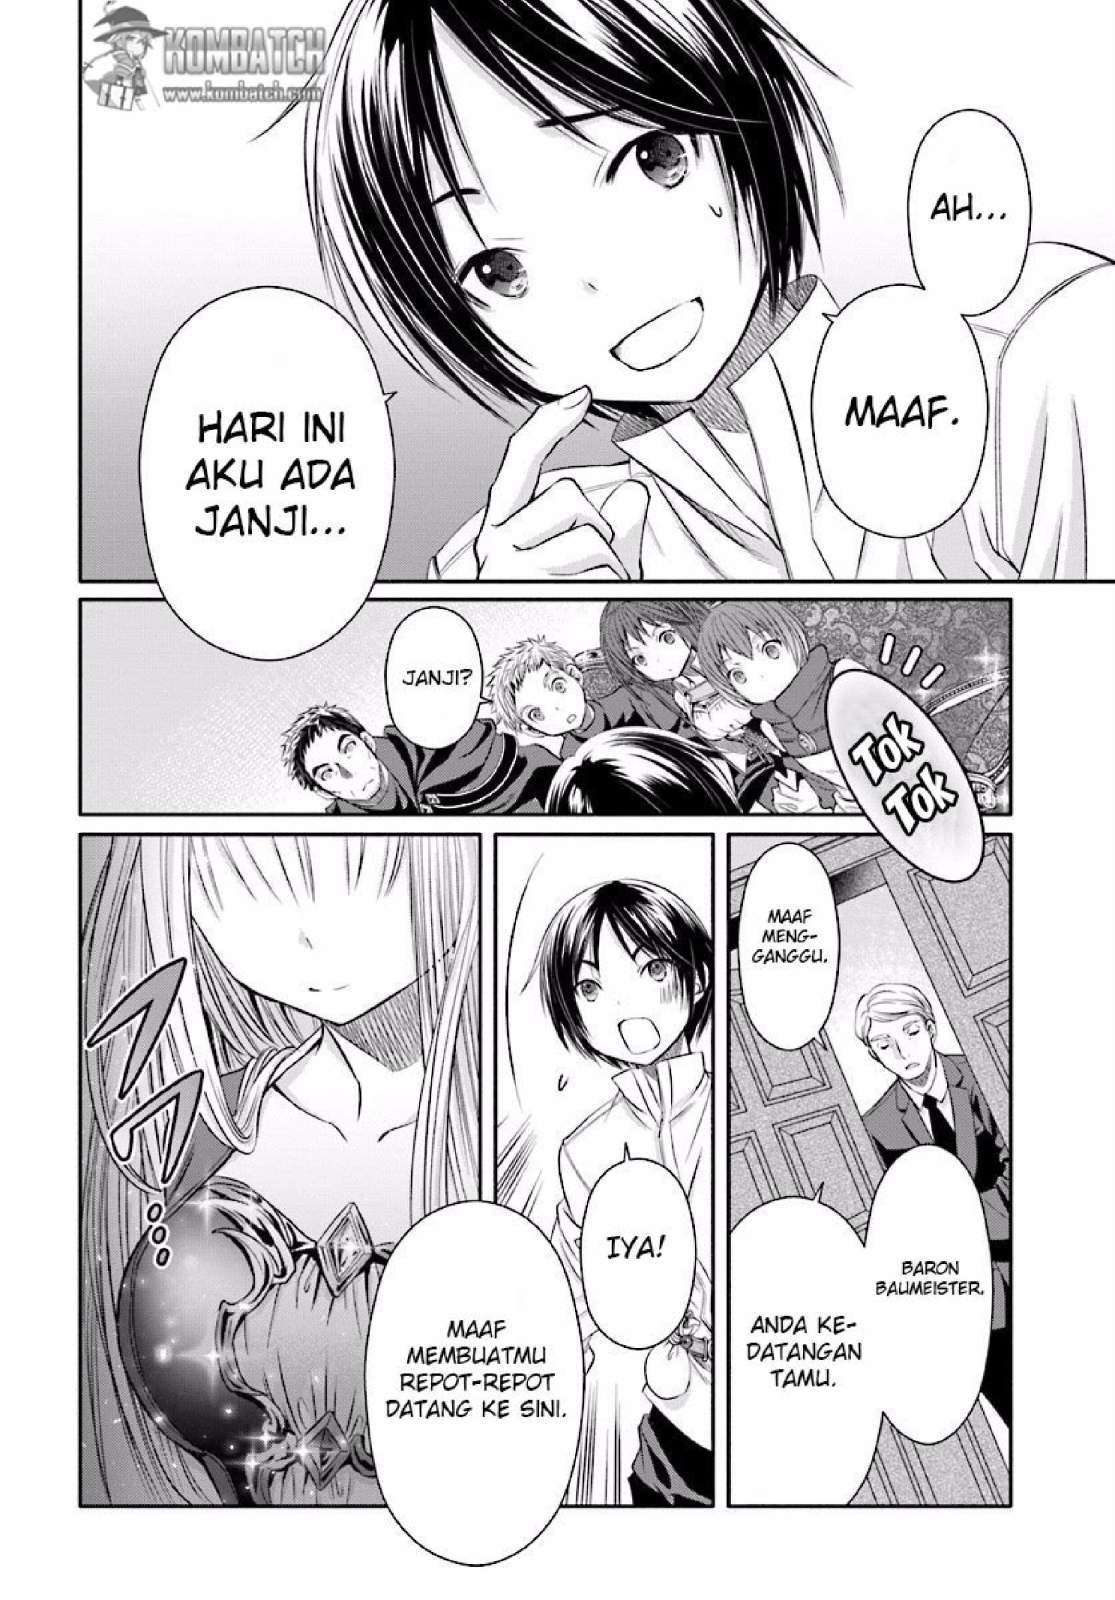 KOMBATCH
www.kombatch.com
AH...
MAAF.
HARI INI
AKU ADA
JANJI...
JANJI?
TOK
TOK
MAAF
MENG-
GANGGU.
BARON
BAUMEISTER,
ANDA KE-
DATANGAN
TAMU.
IYA!
MAAF
MEMBUATMU
REPOT-REPOT
DATANG KE SINI.